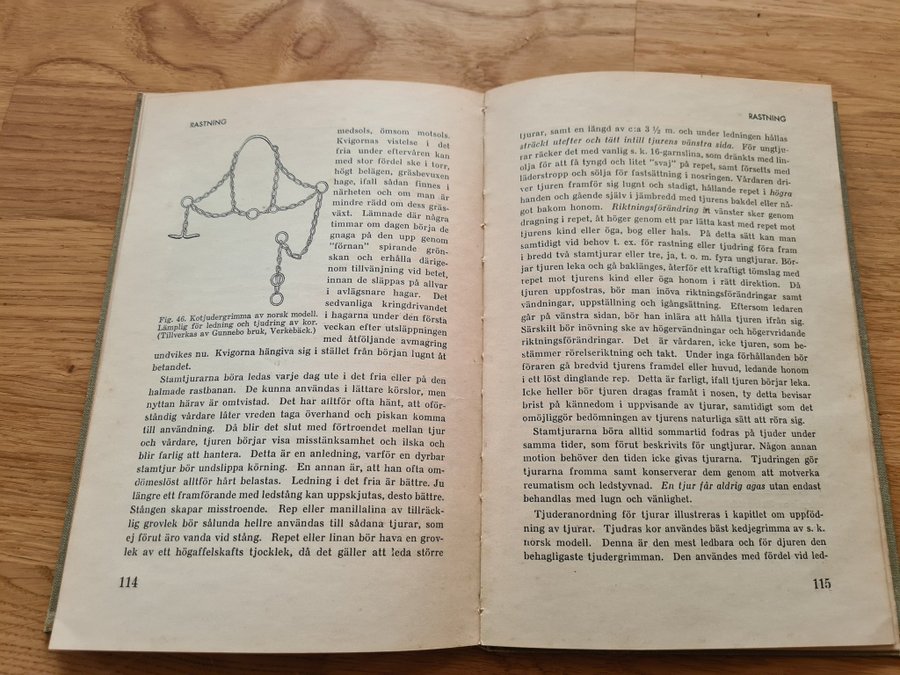 RASTNING
medsols, ömsom motsols.
Kvigornas vistelse i det
fria under eftervåren kan
med stor fördel ske i torr,
högt belägen, gräsbevuxen
hage, ifall sådan finnes i
närheten och om man är
mindre rädd om dess gräs-
växt. Lämnade där några
timmar om dagen börja de
gnaga på den upp genom
"förnan" spirande grön-
skan och erhålla därige-
nom tillvänjning vid betet,
innan de släppas på allvar
i avlägsnare hagar. Det
sedvanliga kringdrivandet
i hagarna under den första
veckan efter utsläppningen
med åtföljande avmagring
Fig. 46. Kotjudergrimma av norsk modell.
Lämplig för ledning och tjudring av kor.
(Tillverkas av Gunnebo bruk, Verkebäck.)
undvikes nu. Kvigorna hängiva sig i stället från början lugnt åt
betandet.
Stamtjurarna böra ledas varje dag ute i det fria eller på den
halmade rastbanan. De kunna användas i lättare körslor, men
nyttan härav är omtvistad. Det har alltför ofta hänt, att oför-
ståndig vårdare låter vreden taga överhand och piskan komma
till användning. Då blir det slut med förtroendet mellan tjur
och vårdare, tjuren börjar visa misstänksamhet och ilska och
blir farlig att hantera. Detta är en anledning, varför en dyrbar
stamtjur bör undslippa körning. En annan är, att han ofta om-
dömeslöst alltför hårt belastas. Ledning i det fria är bättre. Ju
längre ett framförande med ledstång kan uppskjutas, desto bättre.
Stången skapar misstroende. Rep eller manillalina av tillräck-
lig grovlek bör sålunda hellre användas till sådana tjurar, som
ej förut äro vanda vid stång. Repet eller linan bör hava en grov-
lek av ett högaffelskafts tjocklek, då det gäller att leda större
114
RASTNING
tjurar, samt en längd av c:a 3 ½ m. och under ledningen hållas
sträckt utefter och tätt intill tjurens vänstra sida. För ungtju-
rar räcker det med vanlig s. k. 16-garnslina, som dränkts med lin-
olja för att få tyngd och litet "svaj" på repet, samt försetts med
läderstropp och sölja för fastsättning i nosringen. Vårdaren dri-
ver tjuren framför sig lugnt och stadigt, hållande repet i högra
handen och gående själv i jämbredd med tjurens bakdel eller nå-
got bakom honom. Riktningsförändring in vänster sker genom
dragning i repet, åt höger genom ett par lätta kast med repet mot
tjurens kind eller öga, bog eller hals. På detta sätt kan man
samtidigt vid behov t. ex. för rastning eller tjudring föra fram
i bredd två stamtjurar eller tre, ja, t. o. m. fyra ungtjurar. Bör-
jar tjuren leka och gå baklänges, återför ett kraftigt tömslag med
repet mot tjurens kind eller öga honom i rätt direktion. Då
tjuren uppfostras, bör man inöva riktningsförändringar samt
vändningar, uppställning och igångsättning. Eftersom ledaren
går på vänstra sidan, bör han inlära att hålla tjuren ifrån sig.
Särskilt bör inövning ske av högervändningar och högervridande
riktningsförändringar. Det är vårdaren, icke tjuren, som be-
stämmer rörelseriktning och takt. Under inga förhållanden bör
föraren gå bredvid tjurens framdel eller huvud, ledande honom
i ett löst dinglande rep. Detta är farligt, ifall tjuren börjar leka.
Icke heller bör tjuren dragas framåt i nosen, ty detta bevisar
brist på kännedom i uppvisande av tjurar, samtidigt som det
omöjliggör bedömningen av tjurens naturliga sätt att röra sig.
Stamtjurarna böra alltid sommartid fodras på tjuder under
samma tider, som förut beskrivits för ungtjurar. Någon annan
motion behöver den tiden icke givas tjurarna. Tjudringen gör
tjurarna fromma samt konserverar dem genom att motverka
reumatism och ledstyvnad. En tjur får aldrig agas utan endast
behandlas med lugn och vänlighet.
Tjuderanordning för tjurar illustreras i kapitlet om uppföd-
ning av tjurar. Tjudras kor användes bäst kedjegrimma av s. k.
norsk modell. Denna är den mest ledbara och för djuren den
behagligaste tjudergrimman. Den användes med fördel vid led-
115